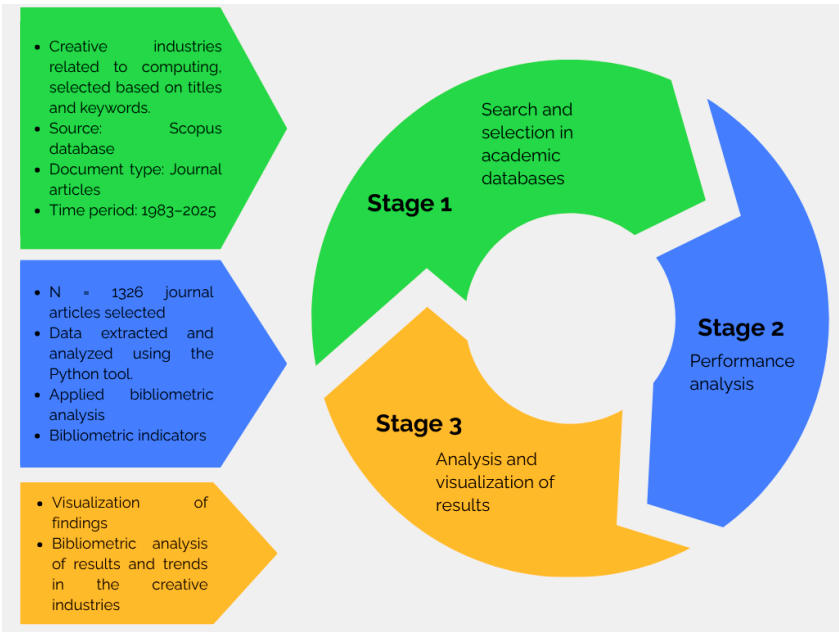 • Creative industries
related to computing,
selected based on titles
and keywords.
• Source: Scopus
database
• Document type: Journal
articles
• Time period: 1983–2025
• N = 1326 journal
articles selected
• Data extracted and
analyzed using the
Python tool.
• Applied bibliometric
analysis
• Bibliometric indicators
• Visualization of
findings
• Bibliometric analysis
of results and trends
in the creative
industries
Stage 1
Search and
selection in
academic
databases
Stage 2
Performance
analysis
Stage 3
Analysis and
visualization of
results